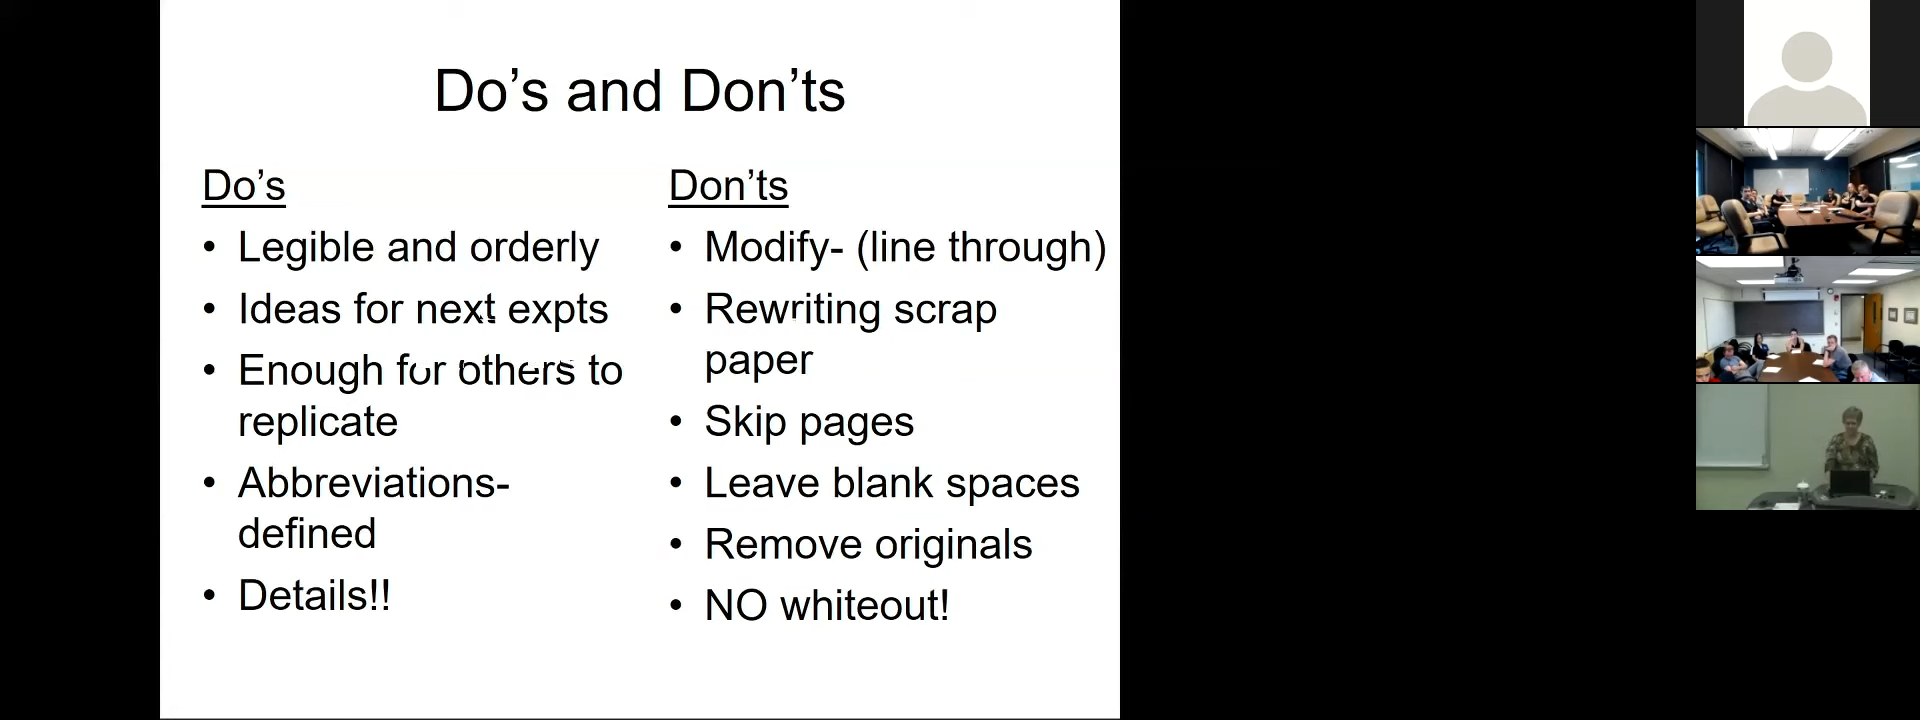 Do’s and Don’ts
Do’s
• Legible and orderly
• Ideas for next expts
• Enough for others to
replicate
• Abbreviations-
defined
• Details!!
Don’ts
• Modify- (line through)
• Rewriting scrap
paper
• Skip pages
• Leave blank spaces
• Remove originals
• NO whiteout!